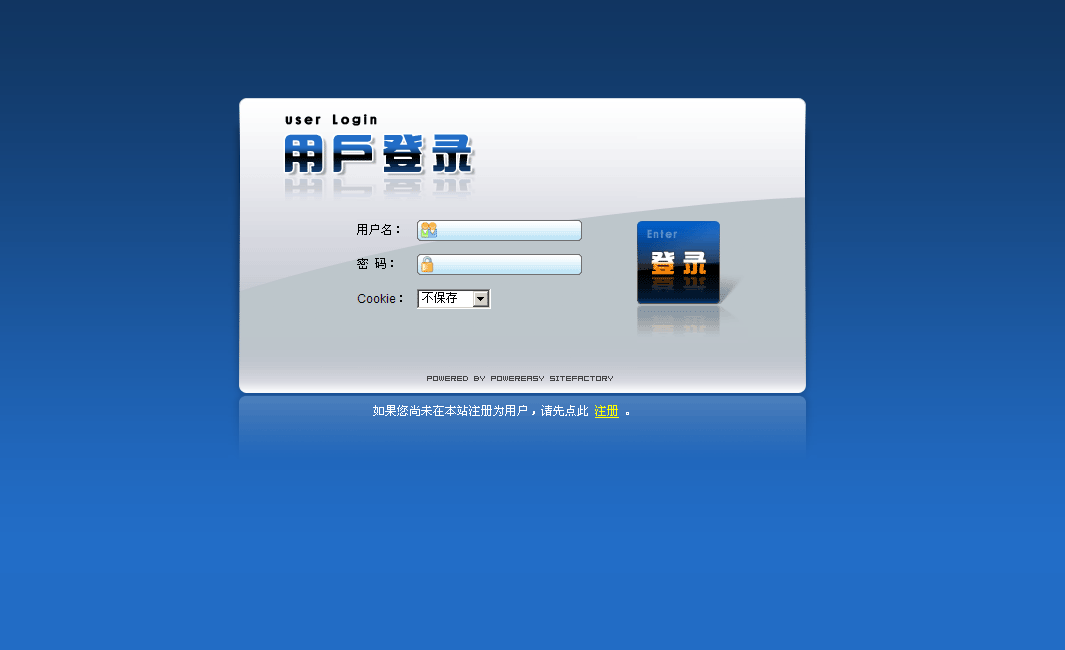 user Login
用户登录
用户名：
密 码：
Cookie： 不保存
Enter
登录
POWERED BY POWEREASY SITEFACTORY
如果您尚未在本站注册为用户，请先点此 注册 。